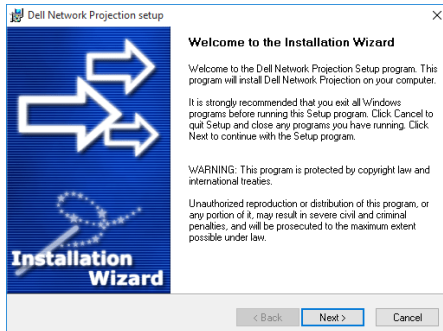 Dell Network Projection setup
Welcome to the Installation Wizard
Welcome to the Dell Network Projection Setup program. This
program will install Dell Network Projection on your computer.
It is strongly recommended that you exit all Windows
programs before running this Setup program. Click Cancel to
quit Setup and close any programs you have running. Click
Next to continue with the Setup program.
WARNING: This program is protected by copyright law and
international treaties.
Unauthorized reproduction or distribution of this program, or
any portion of it, may result in severe civil and criminal
penalties, and will be prosecuted to the maximum extent
possible under law.
Installation
Wizard
< Back
Next >
Cancel